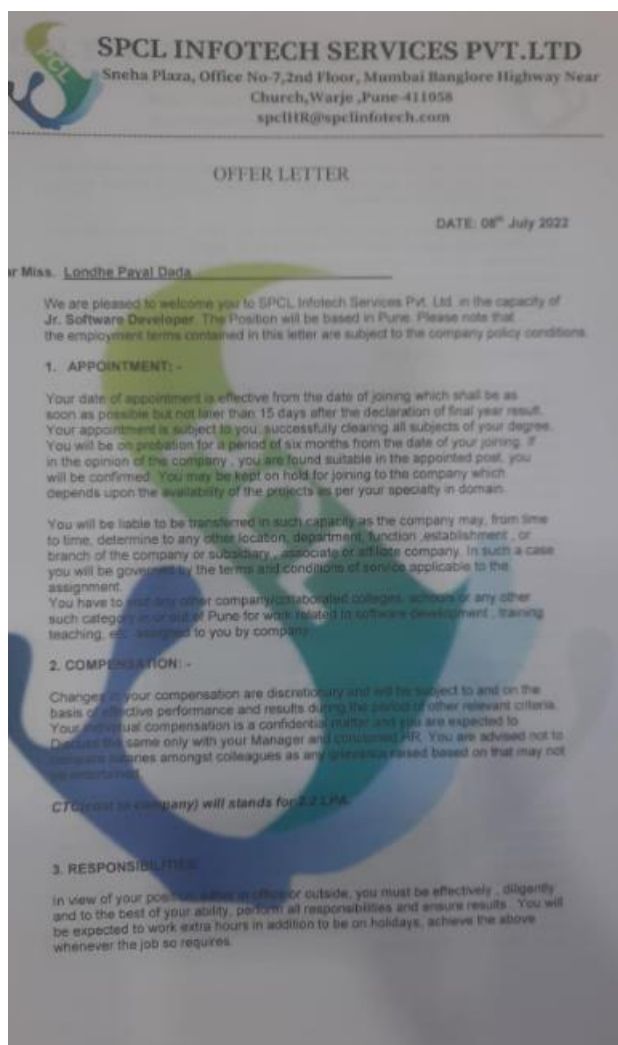 PCL
SPCL INFOTECH SERVICES PVT.LTD
Sneha Plaza, Office No-7,2nd Floor, Mumbai Banglore Highway Near
Church,Warje ,Pune-411058
spclHR@spclinfotech.com
OFFER LETTER
DATE: 08th July 2022
ar Miss. Londhe Payal Dada
We are pleased to welcome you to SPCL Infotech Services Pvt. Ltd. in the capacity of
Jr. Software Developer. The Position will be based in Pune. Please note that
the employment terms contained in this letter are subject to the company policy conditions.
1. APPOINTMENT: -
Your date of appointment is effective from the date of joining which shall be as
soon as possible but not later than 15 days after the declaration of final year result.
Your appointment is subject to you successfully clearing all subjects of your degree.
You will be on probation for a period of six months from the date of your joining. If
in the opinion of the company , you are found suitable in the appointed post, you
will be confirmed. You may be kept on hold for joining to the company which
depends upon the availability of the projects as per your specialty in domain.
You will be liable to be transferred in such capacity as the company may, from time
to time, determine to any other location, department, function ,establishment , or
branch of the company or subsidiary , associate or affiliate company. In such a case
you will be governed by the terms and conditions of service applicable to the
assignment.
You have to visit any other company/collaborated colleges, schools or any other
such category in or out of Pune for work related to software development , training
teaching, etc. assigned to you by company.
2. COMPENSATION: -
Changes in your compensation are discretionary and will be subject to and on the
basis of effective performance and results during the period of other relevant criteria.
Your individual compensation is a confidential matter and you are expected to
Discuss the same only with your Manager and concerned HR. You are advised not to
compare salaries amongst colleagues as any grievance raised based on that may not
be entertained.
CTC(cost to company) will stands for 2.2 LPA.
3. RESPONSIBILITIES:
In view of your position either in office or outside, you must be effectively , diligently
and to the best of your ability, perform all responsibilities and ensure results . You will
be expected to work extra hours in addition to be on holidays, achieve the above
whenever the job so requires.